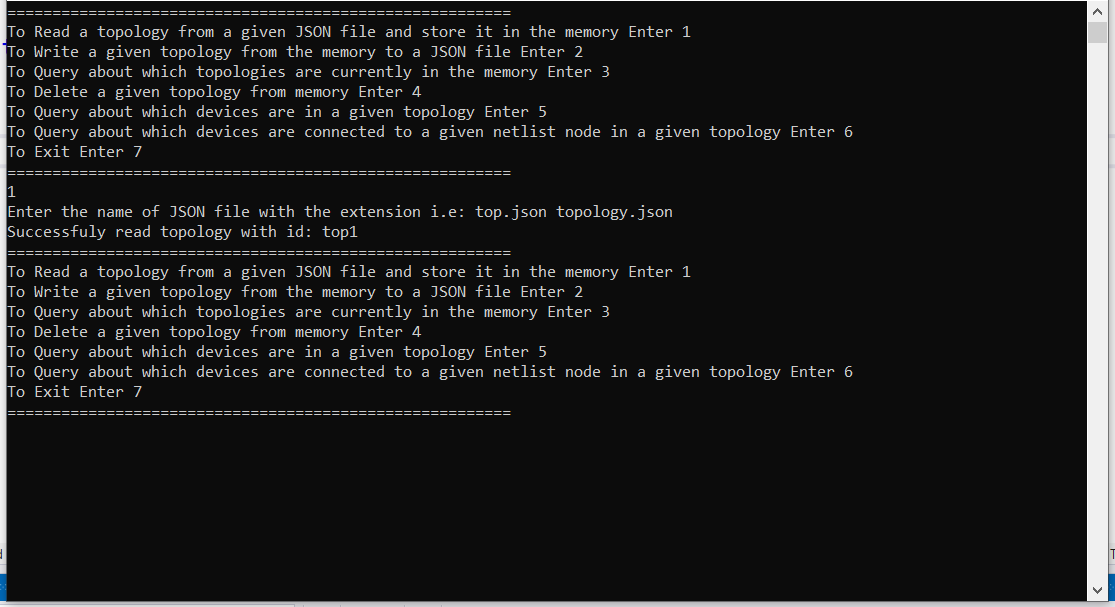 ========================================================
To Read a topology from a given JSON file and store it in the memory Enter 1
To Write a given topology from the memory to a JSON file Enter 2
To Query about which topologies are currently in the memory Enter 3
To Delete a given topology from memory Enter 4
To Query about which devices are in a given topology Enter 5
To Query about which devices are connected to a given netlist node in a given topology Enter 6
To Exit Enter 7
========================================================
1
Enter the name of JSON file with the extension i.e: top.json topology.json
Successfuly read topology with id: top1
========================================================
To Read a topology from a given JSON file and store it in the memory Enter 1
To Write a given topology from the memory to a JSON file Enter 2
To Query about which topologies are currently in the memory Enter 3
To Delete a given topology from memory Enter 4
To Query about which devices are in a given topology Enter 5
To Query about which devices are connected to a given netlist node in a given topology Enter 6
To Exit Enter 7
========================================================